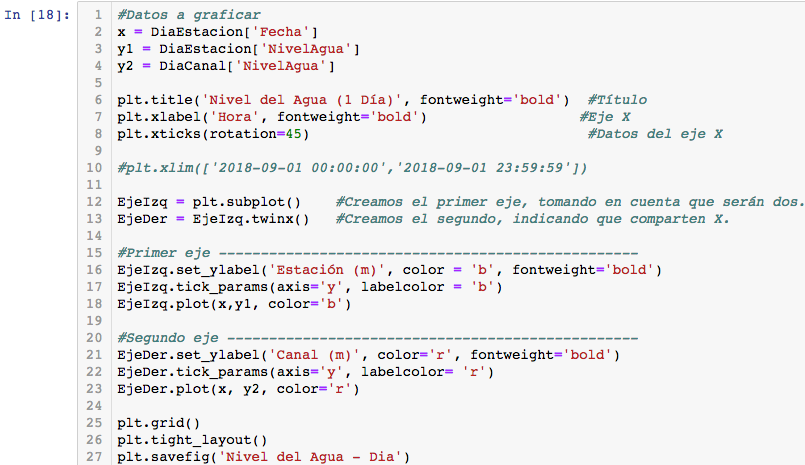 In [18]:
1 #Datos a graficar
2 x = DiaEstacion['Fecha']
3 y1 = DiaEstacion['NivelAgua']
4 y2 = DiaCanal['NivelAgua']
5
6 plt.title('Nivel del Agua (1 Día)', fontweight='bold')  #Título
7 plt.xlabel('Hora', fontweight='bold')                  #Eje X
8 plt.xticks(rotation=45)                                 #Datos del eje X
9
10 #plt.xlim(['2018-09-01 00:00:00','2018-09-01 23:59:59'])
11
12 EjeIzq = plt.subplot()    #Creamos el primer eje, tomando en cuenta que serán dos.
13 EjeDer = EjeIzq.twinx()   #Creamos el segundo, indicando que comparten X.
14
15 #Primer eje --------------------------------------------------
16 EjeIzq.set_ylabel('Estación (m)', color = 'b', fontweight='bold')
17 EjeIzq.tick_params(axis='y', labelcolor = 'b')
18 EjeIzq.plot(x,y1, color='b')
19
20 #Segundo eje -------------------------------------------------
21 EjeDer.set_ylabel('Canal (m)', color='r', fontweight='bold')
22 EjeDer.tick_params(axis='y', labelcolor= 'r')
23 EjeDer.plot(x, y2, color='r')
24
25 plt.grid()
26 plt.tight_layout()
27 plt.savefig('Nivel del Agua - Dia')